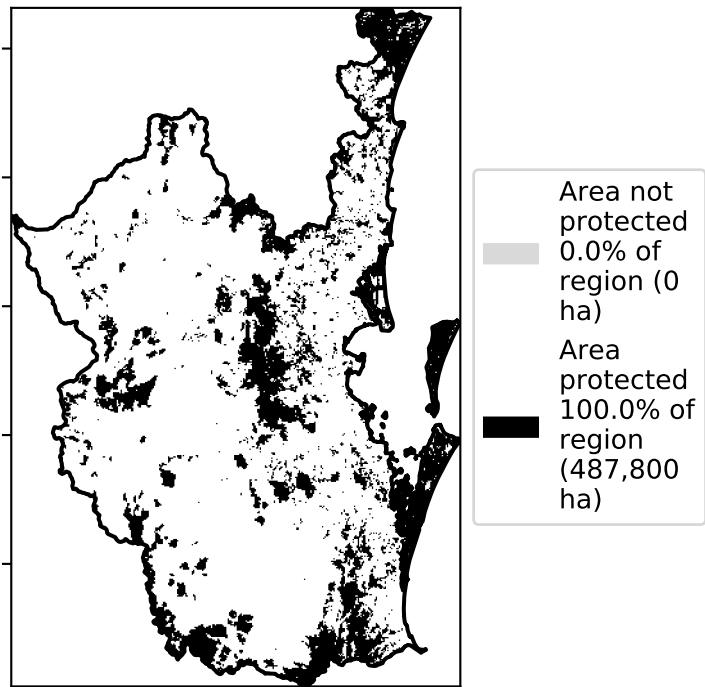 Area not
protected
0.0% of
region (0
ha)
Area
protected
100.0% of
region
(487,800
ha)